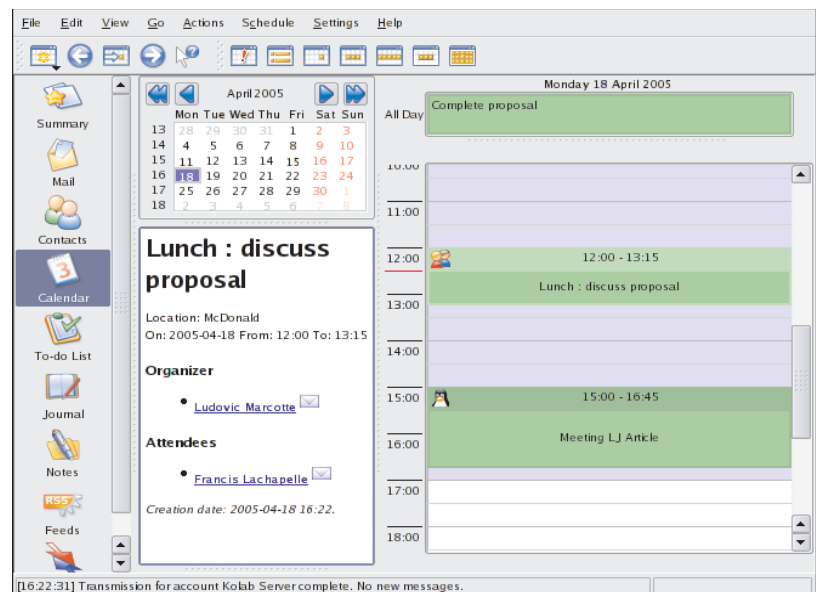 File Edit View Go Actions Schedule Settings Help
Summary
Mail
Contacts
3
Calendar
To-do List
Journal
Notes
RSS
Feeds
April 2005
Mon Tue Wed Thu Fri Sat Sun
13 28 29 30 31 1 2 3
14 4 5 6 7 8 9 10
15 11 12 13 14 15 16 17
16 18 19 20 21 22 23 24
17 25 26 27 28 29 30 1
18 2 3 4 5 6 7 8
Lunch : discuss
proposal
Location: McDonald
On: 2005-04-18 From: 12:00 To: 13:15
Organizer
Ludovic Marcotte
Attendees
Francis Lachapelle
Creation date: 2005-04-18 16:22.
Monday 18 April 2005
All Day
Complete proposal
10:00
11:00
12:00
12:00 - 13:15
Lunch : discuss proposal
13:00
14:00
15:00
15:00 - 16:45
Meeting LJ Article
16:00
17:00
18:00
[16:22:31] Transmission for account Kolab Server complete. No new messages.